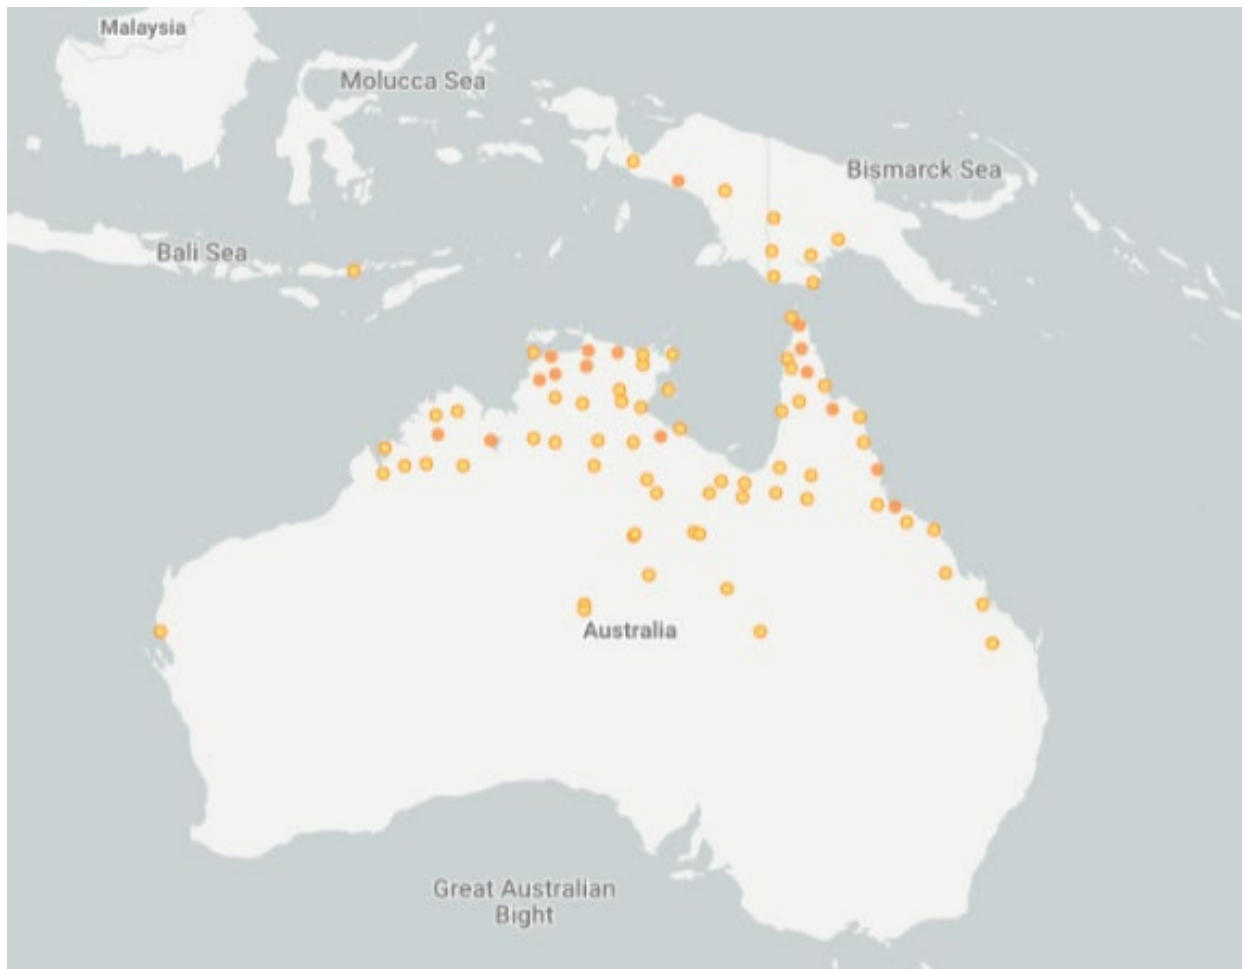 Malaysia
Molucca Sea
Bismarck Sea
Bali Sea
Australia
Great Australian
Bight